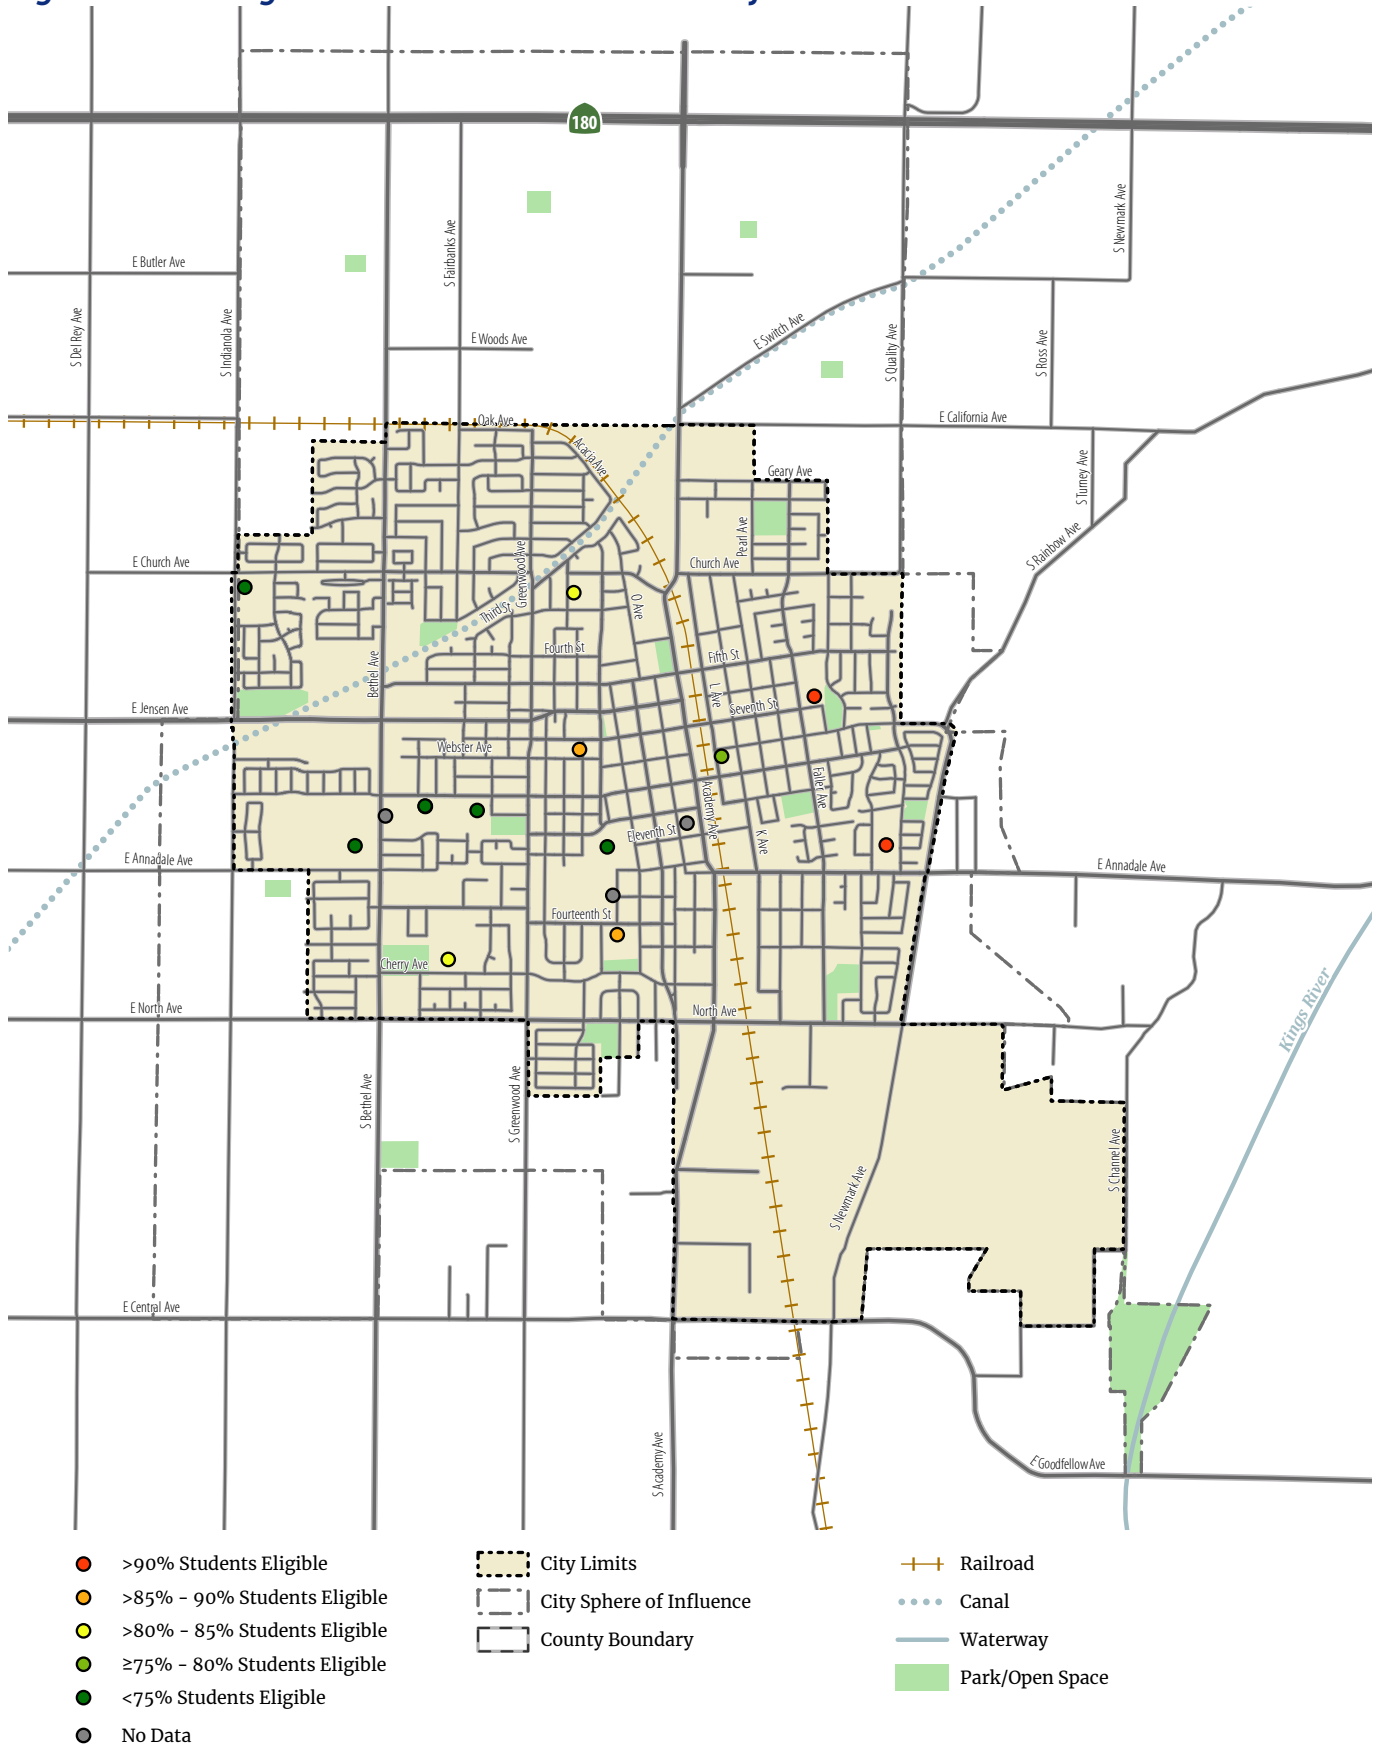 180
S Newmark Ave
S Fairbanks Ave
E Butler Ave
S Del Rey Ave
S Indianola Ave
E Woods Ave
E Switch Ave
S Quality Ave
S Ross Ave
E California Ave
Oak Ave
Acacia Ave
Geary Ave
S Turney Ave
Pearl Ave
S Rainbow Ave
E Church Ave
Greenwood Ave
Church Ave
Third St
O Ave
Fourth St
Fifth St
Bethel Ave
L Ave
Seventh St
E Jensen Ave
Webster Ave
Faller Ave
Academy Ave
Eleventh St
K Ave
E Annadale Ave
E Annadale Ave
Fourteenth St
Cherry Ave
E North Ave
North Ave
Kings River
S Bethel Ave
S Greenwood Ave
S Channel Ave
S Newmark Ave
E Central Ave
S Academy Ave
E Goodfellow Ave
>90% Students Eligible
>85% - 90% Students Eligible
>80% - 85% Students Eligible
≥75% - 80% Students Eligible
<75% Students Eligible
No Data
City Limits
City Sphere of Influence
County Boundary
Railroad
Canal
Waterway
Park/Open Space